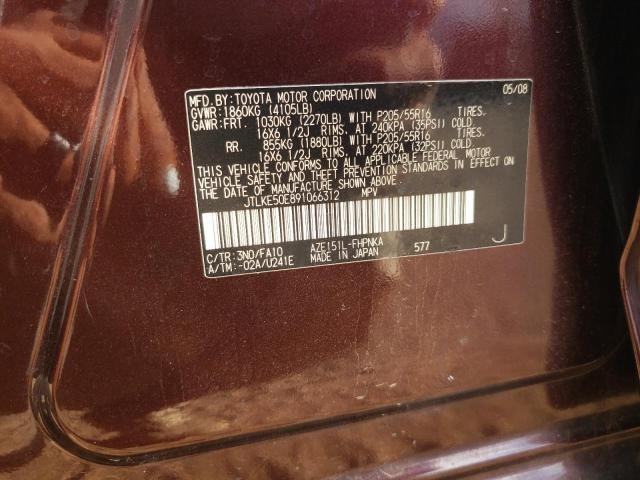 MFD.BY:TOYOTA MOTOR CORPORATION 05/08
GVWR:1860KG (4105LB)
GAWR:FRT. 1030KG (2270LB) WITH P205/55R16 TIRES.
16X6 1/2J RIMS. AT 240KPA (35PSI) COLD
RR. 855KG (1880LB) WITH P205/55R16 TIRES.
16X6 1/2J RIMS. AT 220KPA (32PSI) COLD
THIS VEHICLE CONFORMS TO ALL APPLICABLE FEDERAL MOTOR
VEHICLE SAFETY AND THEFT PREVENTION STANDARDS IN EFFECT ON
THE DATE OF MANUFACTURE SHOWN ABOVE.
JTLKE50E891066312 MPV
C/TR:3ND/FA10 AZE151L-FHPNKA 577 J
A/TM:-02A/U241E MADE IN JAPAN